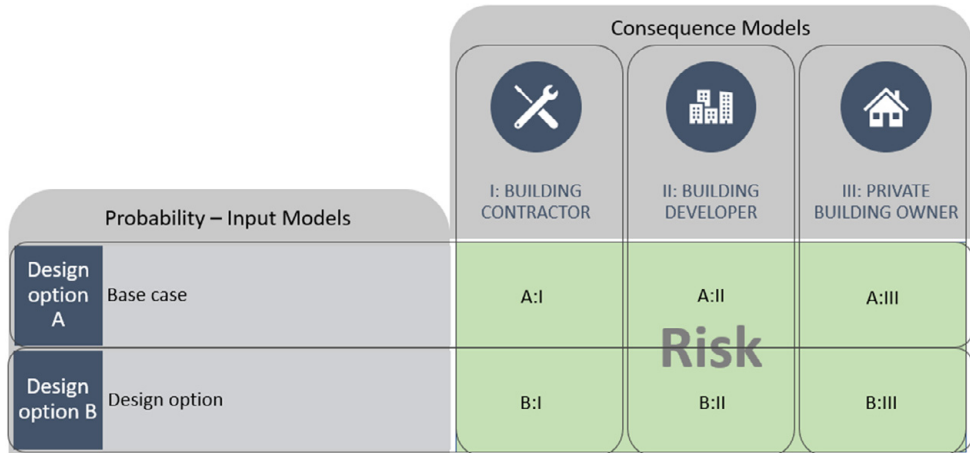 Consequence Models
I: BUILDING
CONTRACTOR
II: BUILDING
DEVELOPER
III: PRIVATE
BUILDING OWNER
Probability – Input Models
Design
option
A
Base case
A:I
A:II
A:III
Risk
Design
option B
Design option
B:I
B:II
B:III